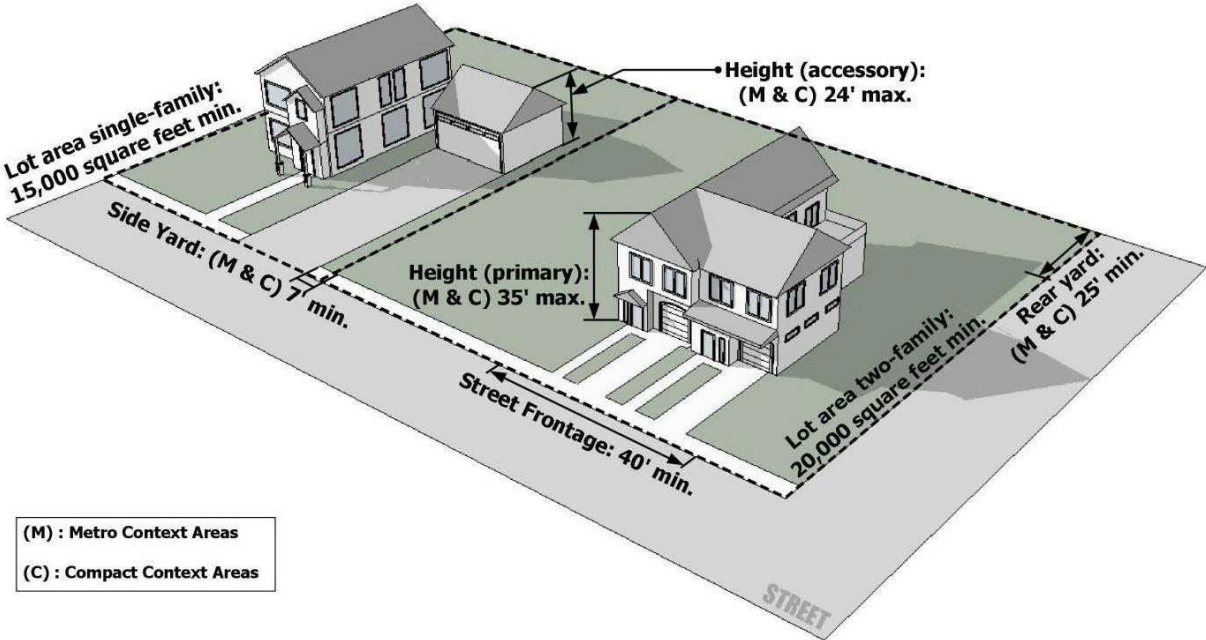 Height (accessory):
(M & C) 24' max.
Lot area single-family:
15,000 square feet min.
Side Yard: (M & C) 7' min.
Height (primary):
(M & C) 35' max.
Street Frontage: 40' min.
Rear yard:
(M & C) 25' min.
Lot area two-family:
20,000 square feet min.
(M) : Metro Context Areas
(C) : Compact Context Areas
STREET